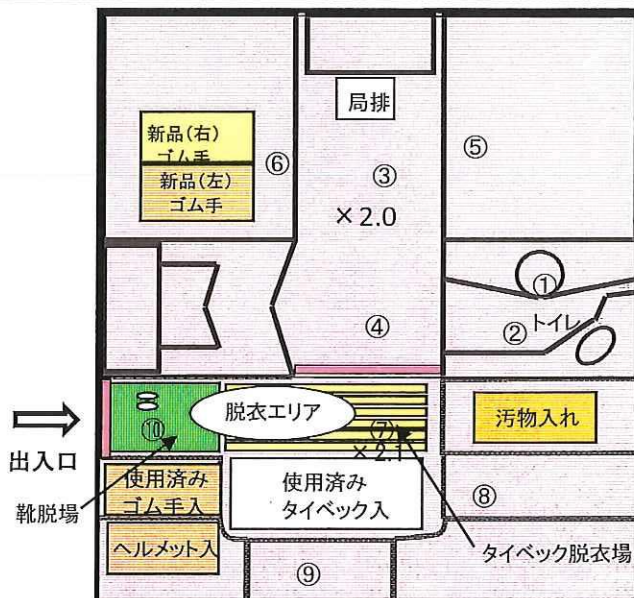 局排
新品(右)
ゴム手
新品(左)
ゴム手
⑥
③
×2.0
⑤
①
④
②
トイレ
出入口
⑩
脱衣エリア
⑦
×2.1
汚物入れ
靴脱場
使用済み
ゴム手入
使用済み
タイベック入
⑧
ヘルメット入
⑨
タイベック脱衣場